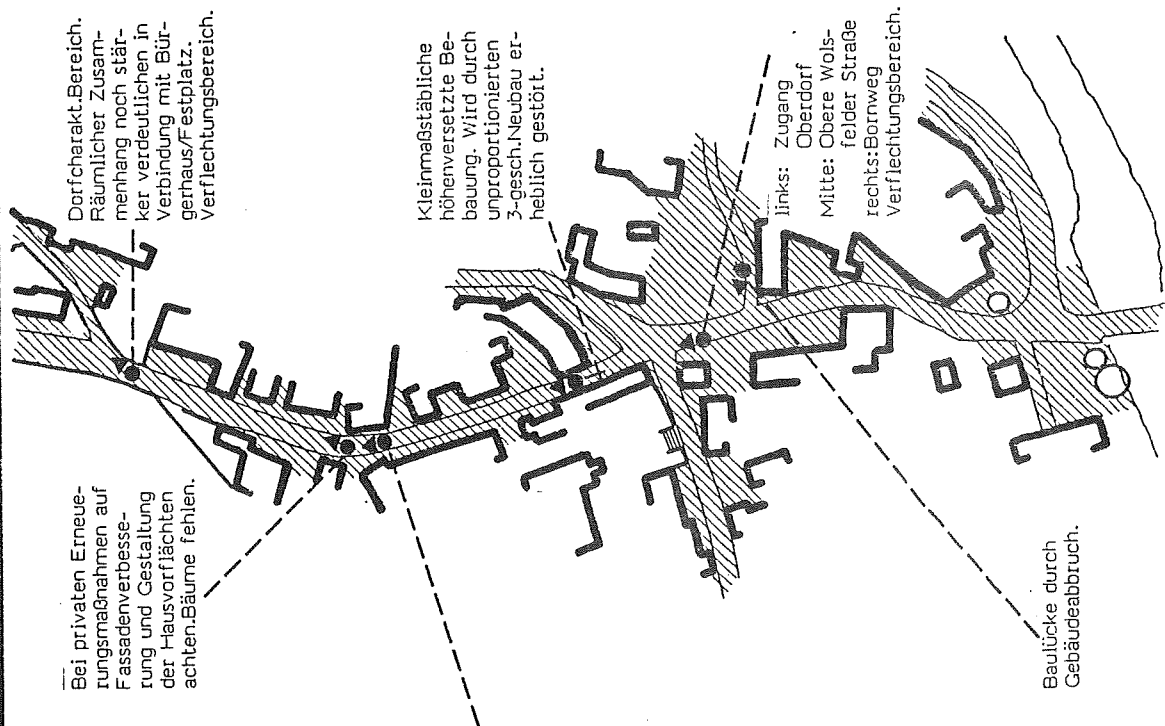 Bei privaten Erneue-
rungsmaßnahmen auf
Fassadenverbesse-
rung und Gestaltung
der Hausvorflächten
achten.Bäume fehlen.
Dorfcharakt.Bereich.
Räumlicher Zusam-
menhang noch stär-
ker verdeutlichen in
Verbindung mit Bür-
gerhaus/Festplatz.
Verflechtungsbereich.
Kleinmaßstäbliche
höhenversetzte Be-
bauung. Wird durch
unproportionierten
3-gesch.Neubau er-
heblich gestört.
links: Zugang
Oberdorf
Mitte: Obere Wols-
felder Straße
rechts:Bornweg
Verflechtungsbereich.
Baulücke durch
Gebäudeabbruch.